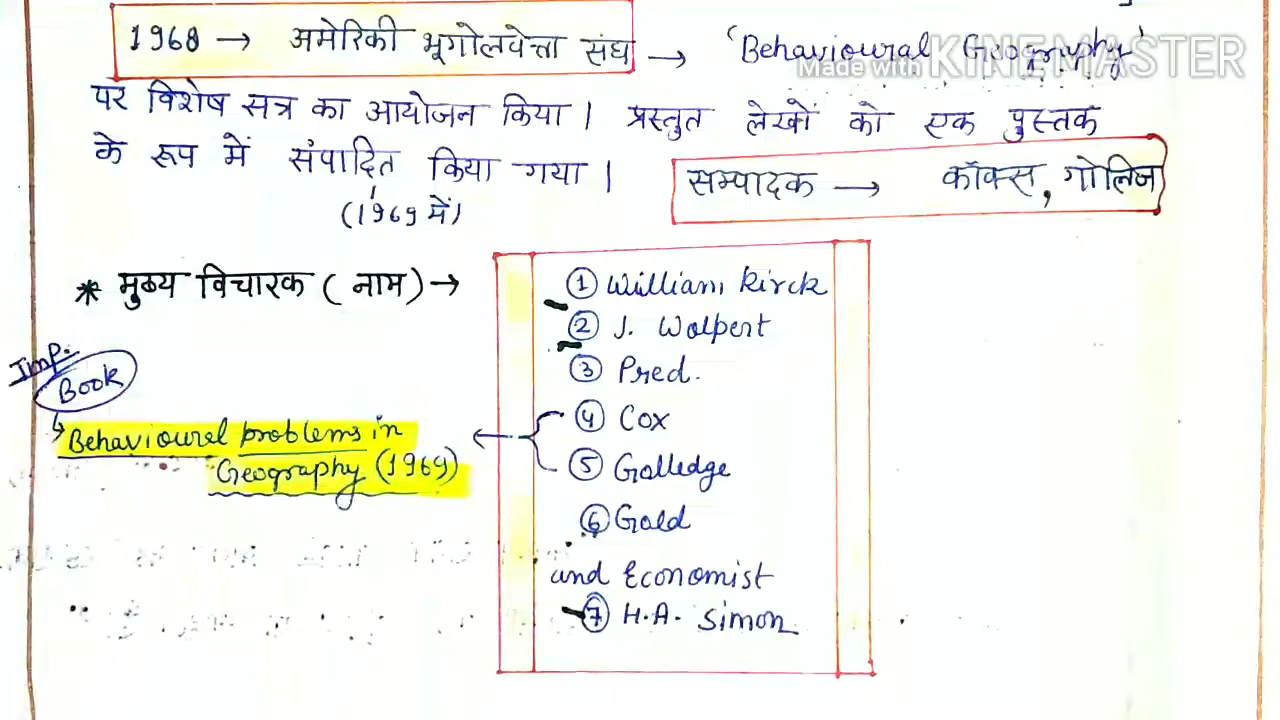 1968 → अमेरिकी भूगोलवेत्ता संघ → 'Behavioural Geography'
Made with KINEMASTER
पर विशेष सत्र का आयोजन किया। प्रस्तुत लेखों को एक पुस्तक
के रूप में संपादित किया गया।
(1969 में)
सम्पादक → कॉक्स, गोलिज
* मुख्य विचारक (नाम) →
① William Kirck
② J. Wolpert
③ Pred.
④ Cox
⑤ Golledge
⑥ Gold
and Economist
⑦ H.A. Simon
Imp.
Book
Behavioural problems in
Geography (1969)